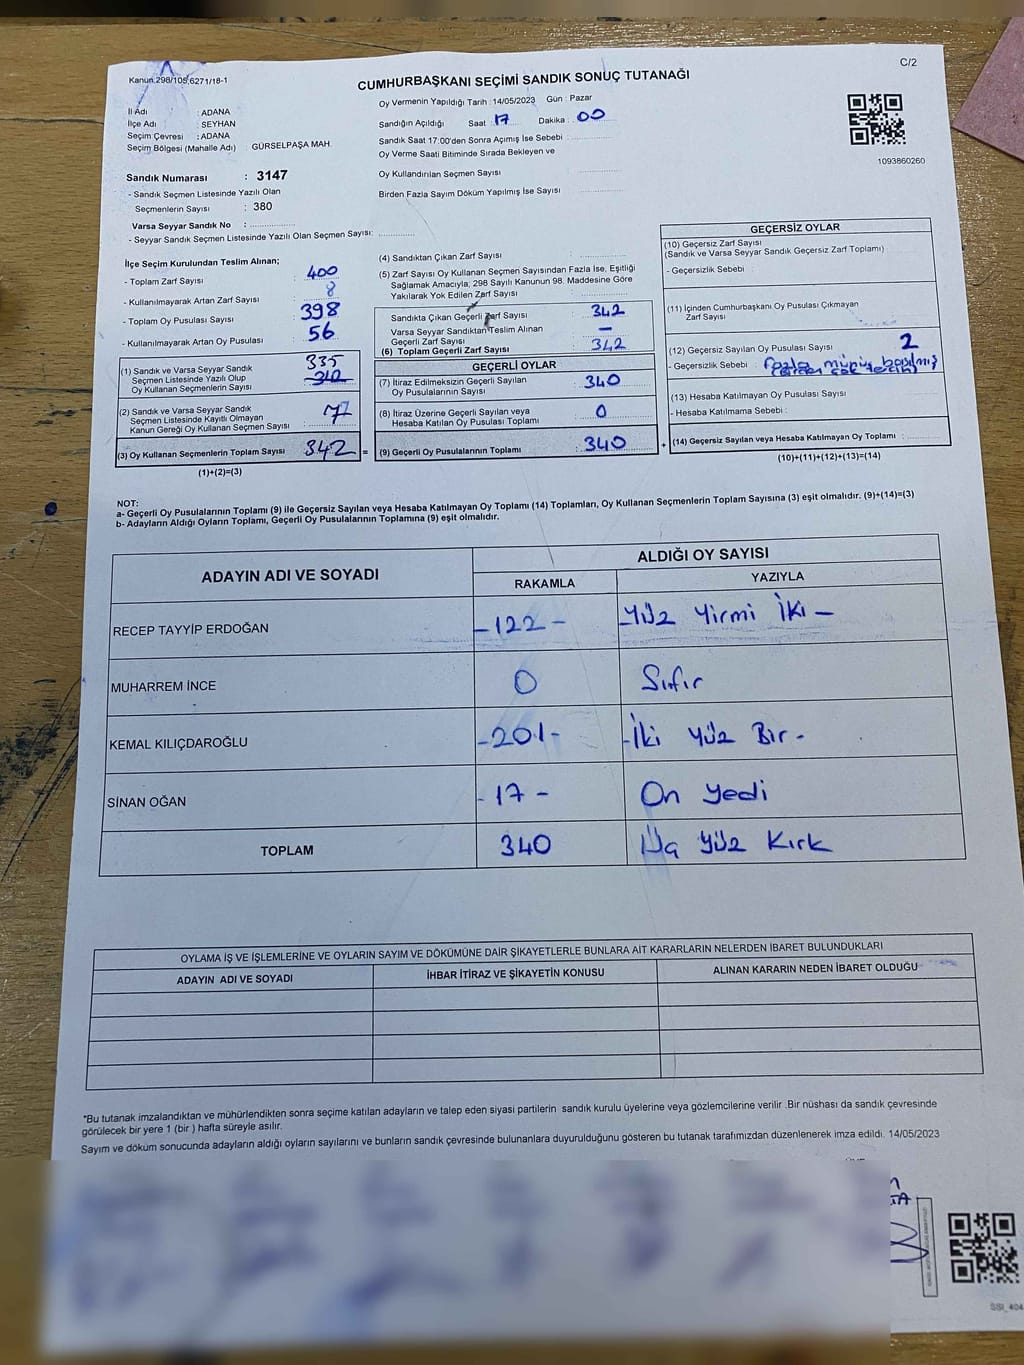 Kanun.298/105,6271/18-1
CUMHURBAŞKANI SEÇİMİ SANDIK SONUÇ TUTANAĞI
C/2
İl Adı : ADANA
İlçe Adı : SEYHAN
Seçim Çevresi : ADANA
Seçim Bölgesi (Mahalle Adı) : GÜRSELPAŞA MAH.
Oy Vermenin Yapıldığı Tarih : 14/05/2023 Gün : Pazar
Sandığın Açıldığı Saat 17 Dakika : 00
Sandık Saat 17:00'den Sonra Açımış İse Sebebi :
Oy Verme Saati Bitiminde Sırada Bekleyen ve
Oy Kullandırılan Seçmen Sayısı
Birden Fazla Sayım Döküm Yapılmış İse Sayısı
1093860260
Sandık Numarası : 3147
- Sandık Seçmen Listesinde Yazılı Olan
Seçmenlerin Sayısı : 380
Varsa Seyyar Sandık No :
- Seyyar Sandık Seçmen Listesinde Yazılı Olan Seçmen Sayısı:
İlçe Seçim Kurulundan Teslim Alınan;
- Toplam Zarf Sayısı : 400
- Kullanılmayarak Artan Zarf Sayısı : 8
- Toplam Oy Pusulası Sayısı : 398
- Kullanılmayarak Artan Oy Pusulası : 56
(1) Sandık ve Varsa Seyyar Sandık
Seçmen Listesinde Yazılı Olup
Oy Kullanan Seçmenlerin Sayısı
335
342
(2) Sandık ve Varsa Seyyar Sandık
Seçmen Listesinde Kayıtlı Olmayan
Kanun Gereği Oy Kullanan Seçmen Sayısı : 7
(3) Oy Kullanan Seçmenlerin Toplam Sayısı : 342 =
(1)+(2)=(3)
(4) Sandıktan Çıkan Zarf Sayısı :
(5) Zarf Sayısı Oy Kullanan Seçmen Sayısından Fazla İse, Eşitliği
Sağlamak Amacıyla; 298 Sayılı Kanunun 98. Maddesine Göre
Yakılarak Yok Edilen Zarf Sayısı :
Sandıkta Çıkan Geçerli Zarf Sayısı : 342
Varsa Seyyar Sandıktan Teslim Alınan
Geçerli Zarf Sayısı : —
(6) Toplam Geçerli Zarf Sayısı : 342
GEÇERLİ OYLAR
(7) İtiraz Edilmeksizin Geçerli Sayılan
Oy Pusulalarının Sayısı : 340
(8) İtiraz Üzerine Geçerli Sayılan veya
Hesaba Katılan Oy Pusulası Toplamı : 0
(9) Geçerli Oy Pusulalarının Toplamı : 340 +
GEÇERSİZ OYLAR
(10) Geçersiz Zarf Sayısı
(Sandık ve Varsa Seyyar Sandık Geçersiz Zarf Toplamı) :
- Geçersizlik Sebebi :
(11) İçinden Cumhurbaşkanı Oy Pusulası Çıkmayan
Zarf Sayısı :
(12) Geçersiz Sayılan Oy Pusulası Sayısı : 2
- Geçersizlik Sebebi : fazla mühür basılmış
(13) Hesaba Katılmayan Oy Pusulası Sayısı :
- Hesaba Katılmama Sebebi :
(14) Geçersiz Sayılan veya Hesaba Katılmayan Oy Toplamı :
(10)+(11)+(12)+(13)=(14)
NOT:
a- Geçerli Oy Pusulalarının Toplamı (9) ile Geçersiz Sayılan veya Hesaba Katılmayan Oy Toplamı (14) Toplamları, Oy Kullanan Seçmenlerin Toplam Sayısına (3) eşit olmalıdır. (9)+(14)=(3)
b- Adayların Aldığı Oyların Toplamı, Geçerli Oy Pusulalarının Toplamına (9) eşit olmalıdır.
ADAYIN ADI VE SOYADI
ALDIĞI OY SAYISI
RAKAMLA
YAZIYLA
RECEP TAYYİP ERDOĞAN -122- -Yüz Yirmi İki -
MUHARREM İNCE 0 Sıfır
KEMAL KILIÇDAROĞLU -201- -İki Yüz Bir-
SİNAN OĞAN -17- On Yedi
TOPLAM 340 Üç Yüz Kırk
OYLAMA İŞ VE İŞLEMLERİNE VE OYLARIN SAYIM VE DÖKÜMÜNE DAİR ŞİKAYETLERLE BUNLARA AİT KARARLARIN NELERDEN İBARET BULUNDUKLARI
ADAYIN ADI VE SOYADI
İHBAR İTİRAZ VE ŞİKAYETİN KONUSU
ALINAN KARARIN NEDEN İBARET OLDUĞU
*Bu tutanak imzalandıktan ve mühürlendikten sonra seçime katılan adayların ve talep eden siyasi partilerin sandık kurulu üyelerine veya gözlemcilerine verilir .Bir nüshası da sandık çevresinde
görülecek bir yere 1 (bir ) hafta süreyle asılır.
Sayım ve döküm sonucunda adayların aldığı oyların sayılarını ve bunların sandık çevresinde bulunanlara duyurulduğunu gösteren bu tutanak tarafımızdan düzenlenerek imza edildi. 14/05/2023
SSI_404